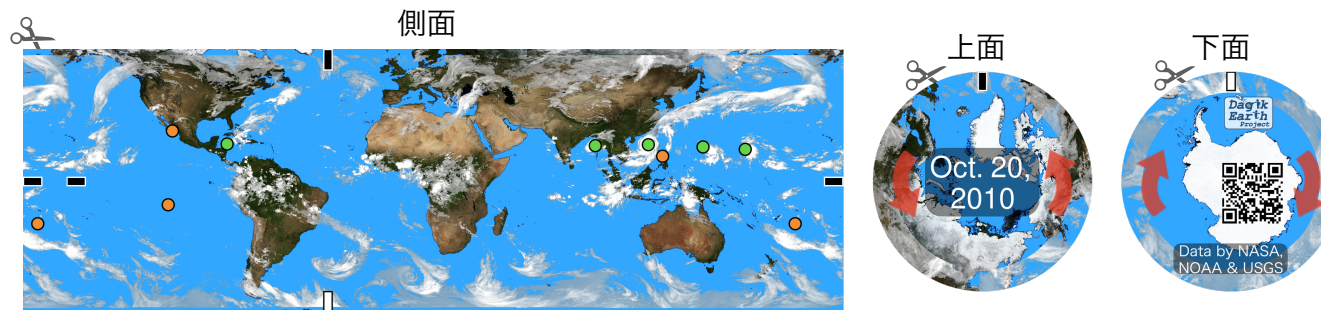 側面
上面
下面
Oct. 20,
2010
Dagik
Earth
Project
Data by NASA,
NOAA & USGS